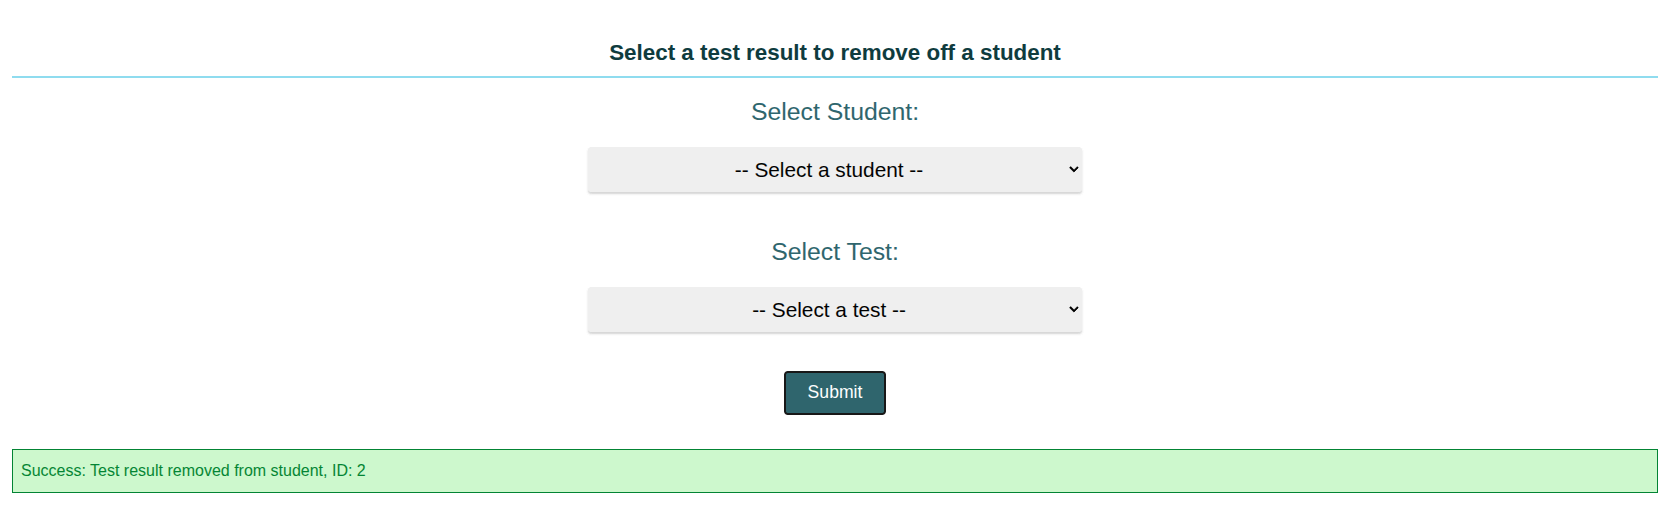 Select a test result to remove off a student
Select Student:
-- Select a student --
Select Test:
-- Select a test --
Submit
Success: Test result removed from student, ID: 2